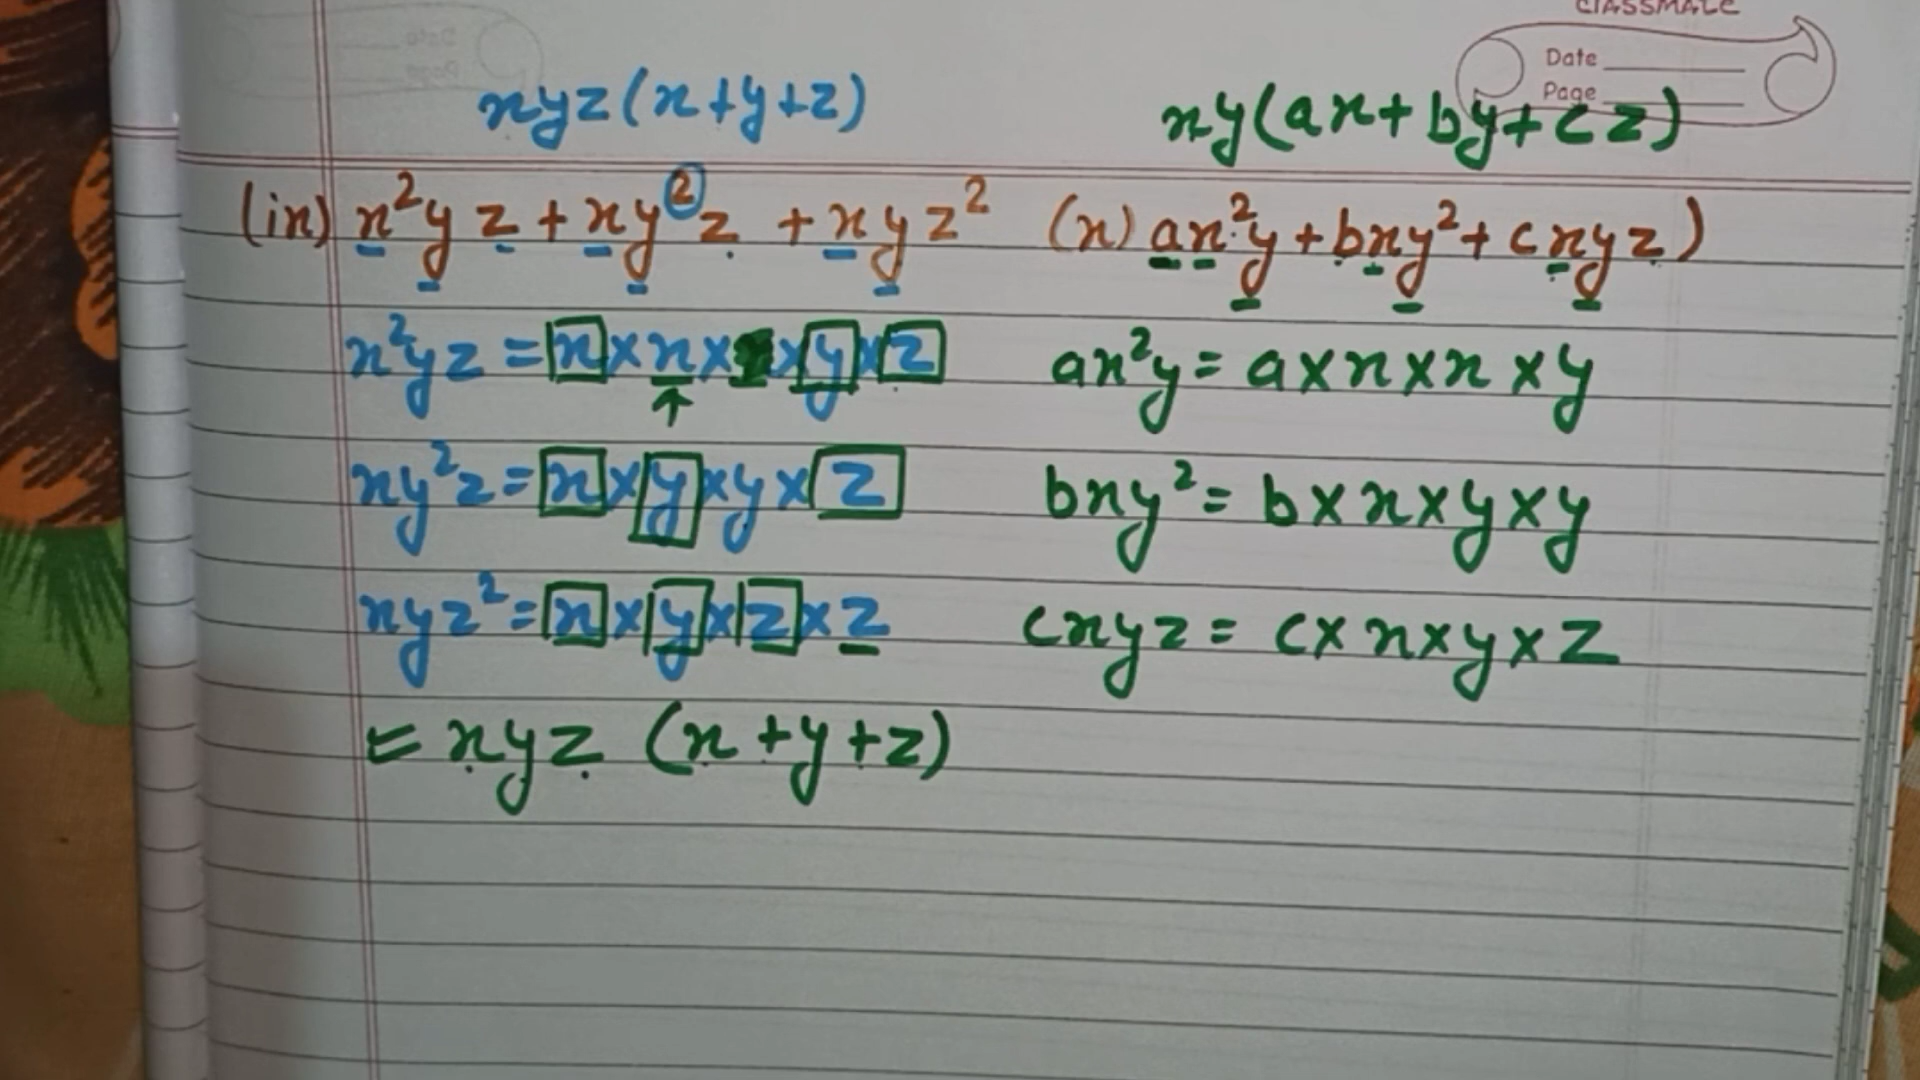 CLASSMATE
Date
Page
xyz(x+y+z)
xy(ax+by+cz)
(ix) x²yz + xy²z + xyz²
(x) ax²y + bxy² + cxyz)
x²yz = x × x × y × z
ax²y = a × x × x × y
xy²z = x × y × y × z
bxy² = b × x × y × y
xyz² = x × y × z × z
cxyz = c × x × y × z
= xyz (x + y + z)